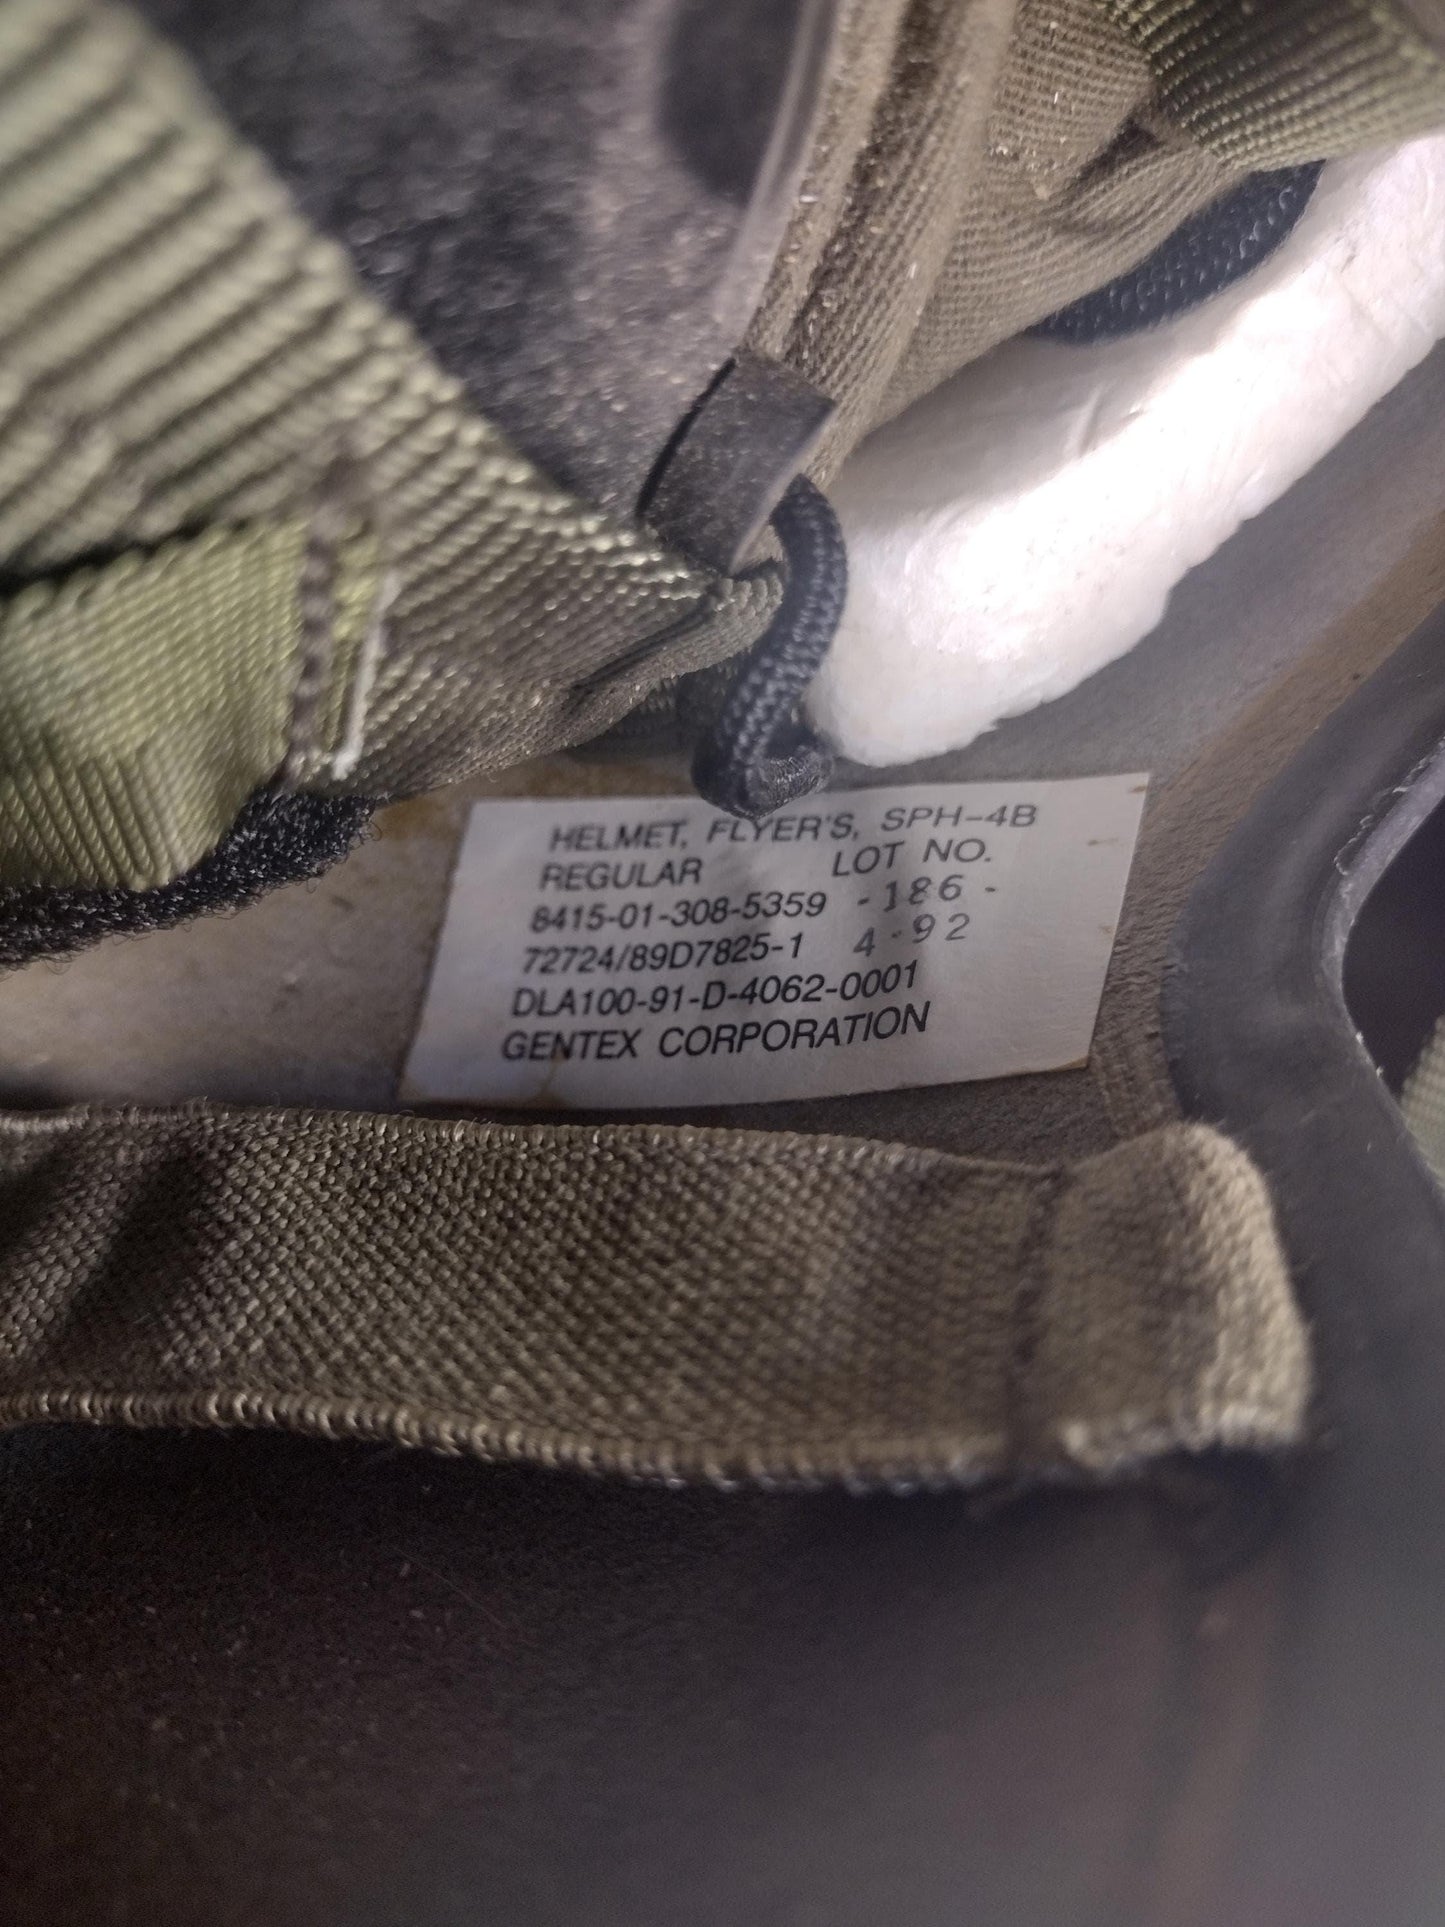 HELMET, FLYER'S, SPH-4B
REGULAR LOT NO.
8415-01-308-5359 -186-
72724/89D7825-1 4-92
DLA100-91-D-4062-0001
GENTEX CORPORATION